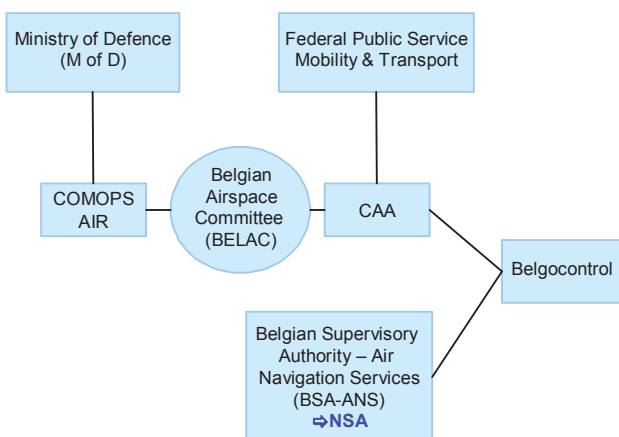 Ministry of Defence
(M of D)
Federal Public Service
Mobility & Transport
COMOPS
AIR
Belgian
Airspace
Committee
(BELAC)
CAA
Belgocontrol
Belgian Supervisory
Authority – Air
Navigation Services
(BSA-ANS)
⇨NSA